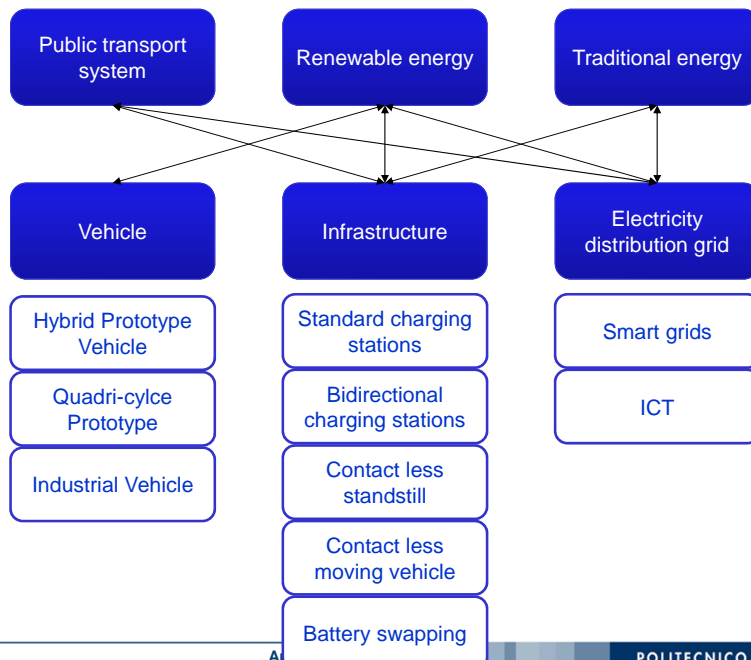 Public transport
system
Renewable energy
Traditional energy
Vehicle
Infrastructure
Electricity
distribution grid
Hybrid Prototype
Vehicle
Quadri-cylce
Prototype
Industrial Vehicle
Standard charging
stations
Bidirectional
charging stations
Contact less
standstill
Contact less
moving vehicle
Battery swapping
Smart grids
ICT
POLITECNICO